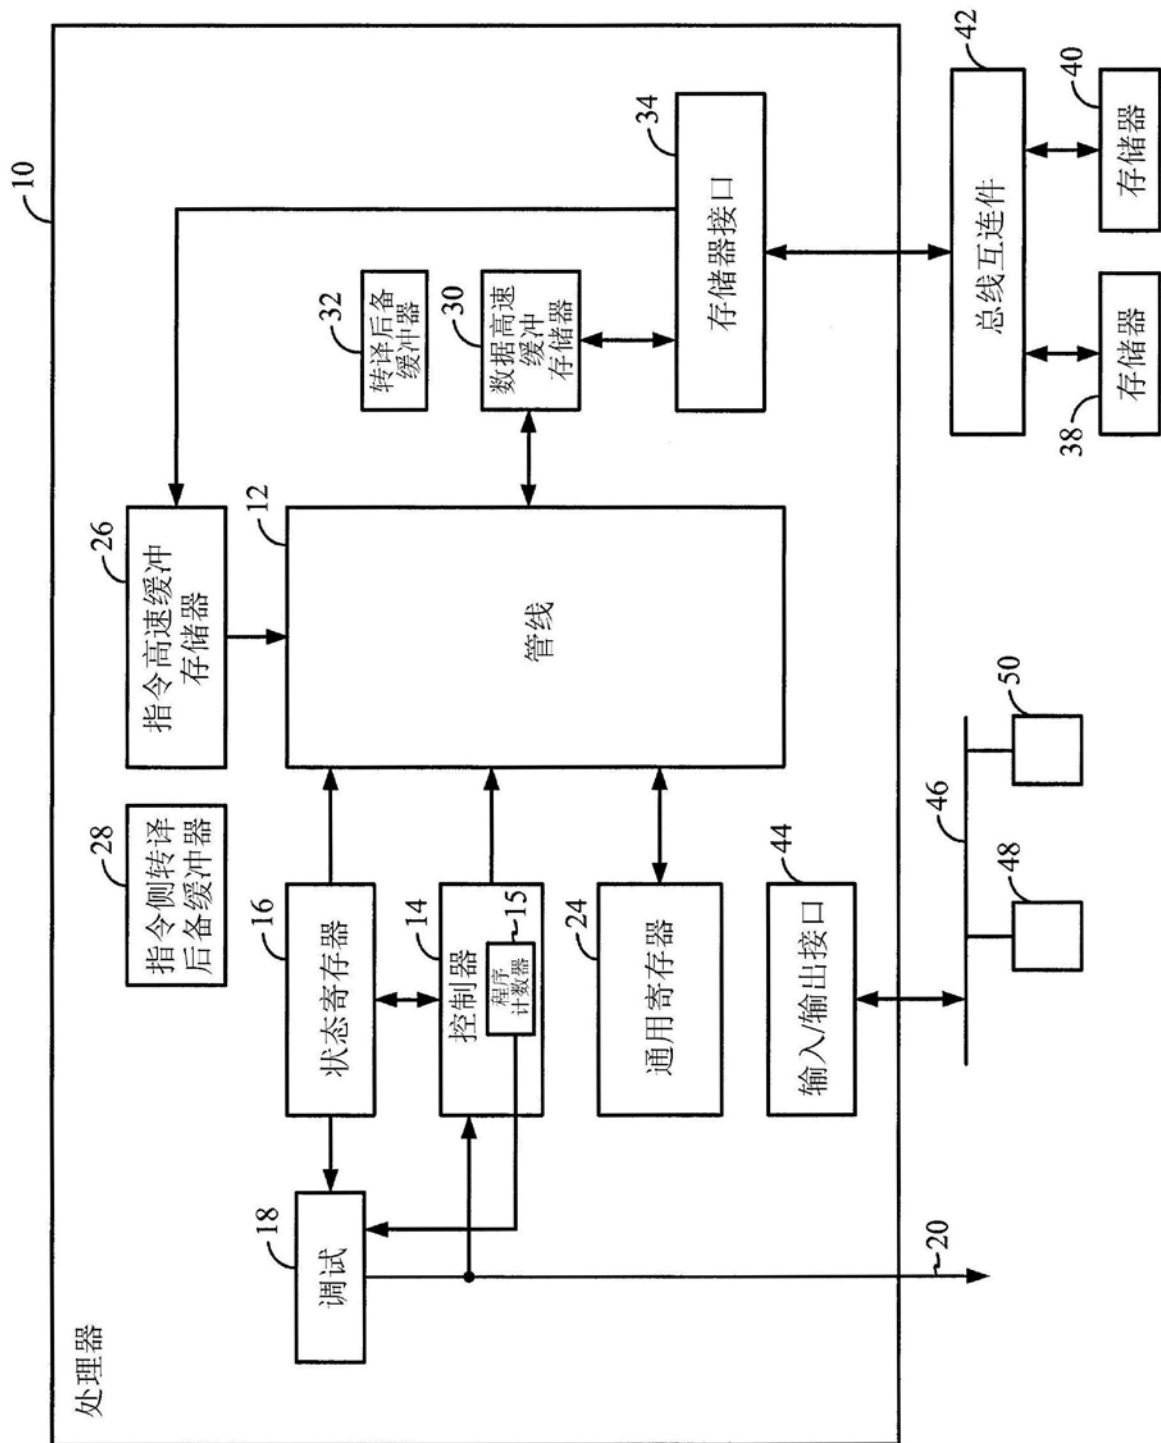 10
处理器
28
指令侧转译
后备缓冲器
26
指令高速缓冲
存储器
18
调试
16
状态寄存器
12
管线
32
转译后备
缓冲器
14
控制器
15
程序
计数器
30
数据高速
缓冲
存储器
24
通用寄存器
34
存储器接口
44
输入/输出接口
20
46
42
总线互连件
48
50
38
存储器
40
存储器